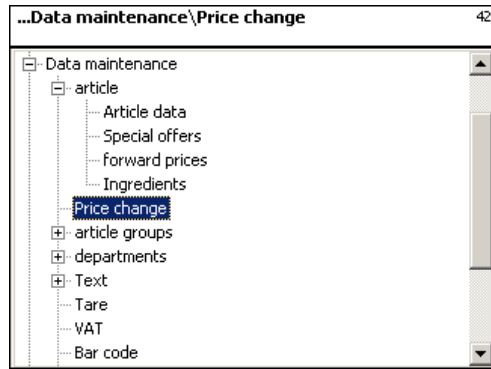 ...Data maintenance\Price change 42
Data maintenance
article
Article data
Special offers
forward prices
Ingredients
Price change
article groups
departments
Text
Tare
VAT
Bar code